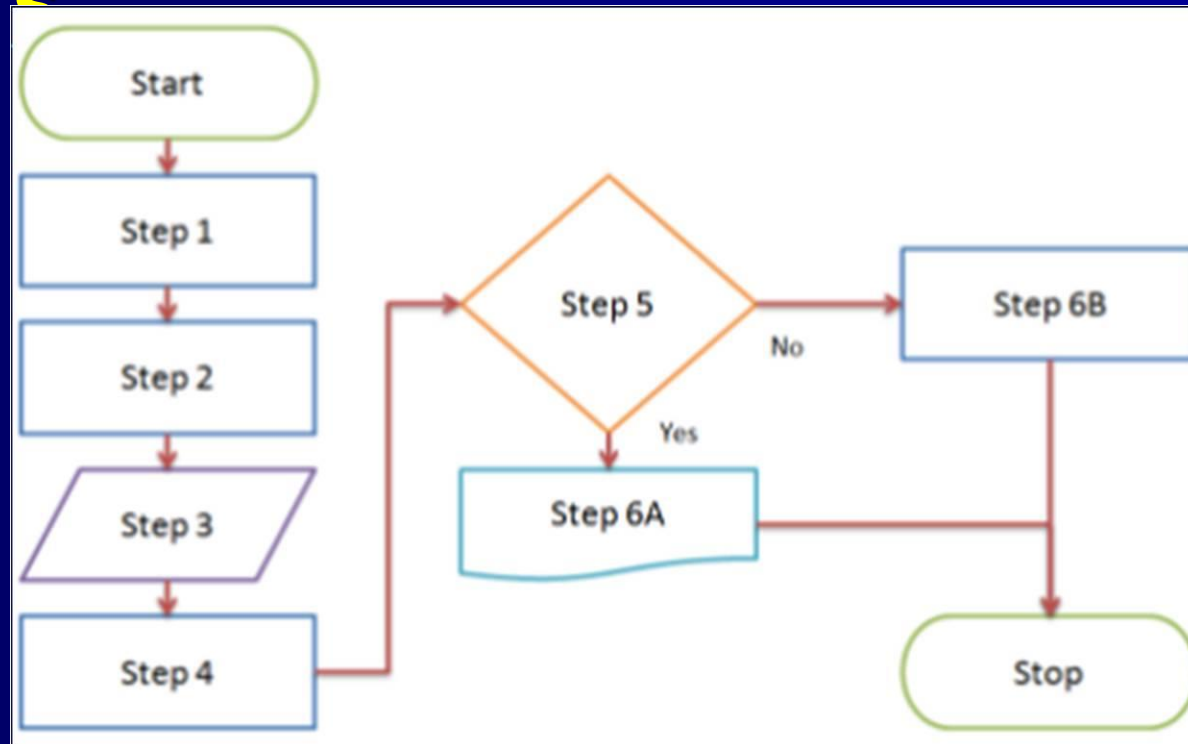 Start
Step 1
Step 2
Step 3
Step 4
Step 5
No
Yes
Step 6A
Step 6B
Stop